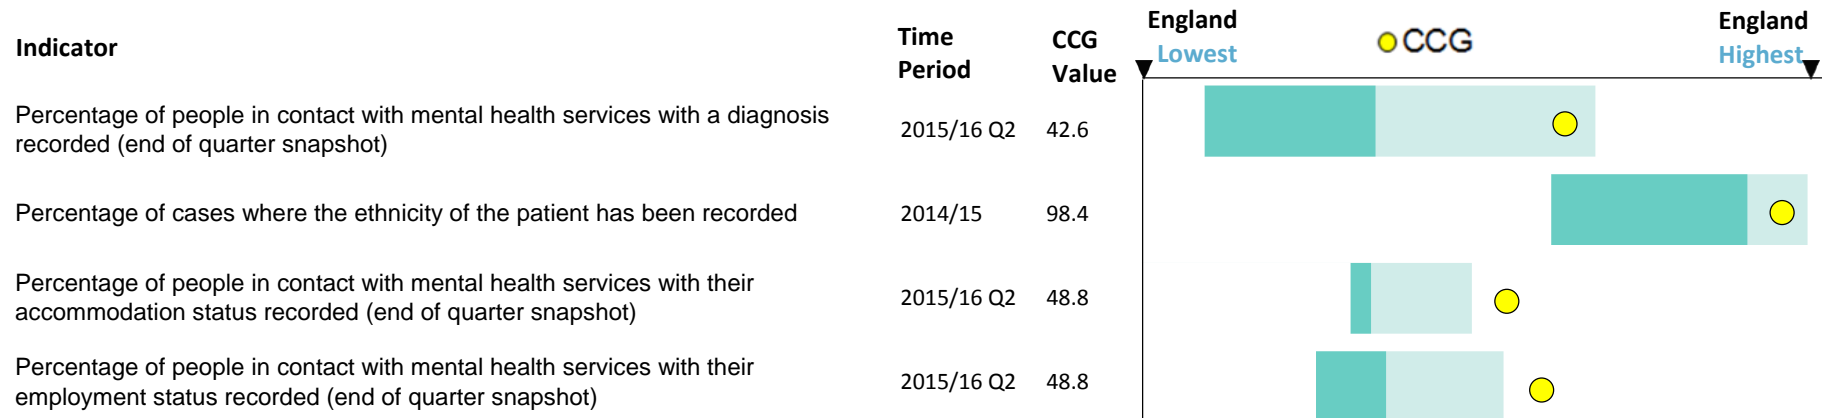 Indicator
Time
Period
CCG
Value
England
Lowest
CCG
England
Highest
Percentage of people in contact with mental health services with a diagnosis
recorded (end of quarter snapshot)
2015/16 Q2
42.6
Percentage of cases where the ethnicity of the patient has been recorded
2014/15
98.4
Percentage of people in contact with mental health services with their
accommodation status recorded (end of quarter snapshot)
2015/16 Q2
48.8
Percentage of people in contact with mental health services with their
employment status recorded (end of quarter snapshot)
2015/16 Q2
48.8